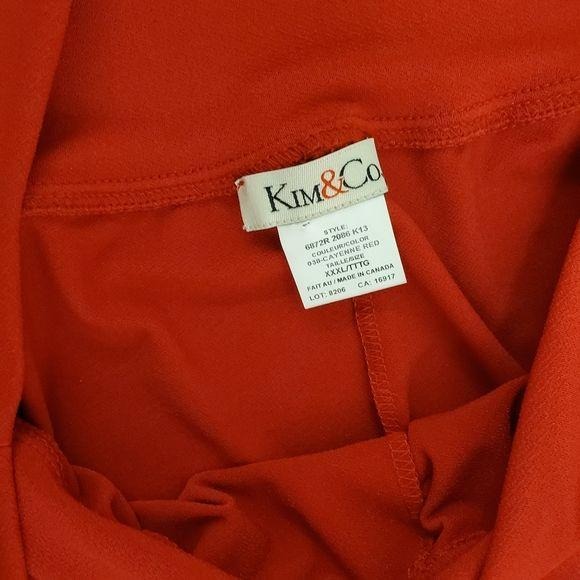 KIM&CO.
STYLE:
6872R 2086 K13
COULEUR/COLOR
038-CAYENNE RED
TAILLE/SIZE
XXXL/TTTG
FAIT AU / MADE IN CANADA
LOT: 8206 CA: 16917